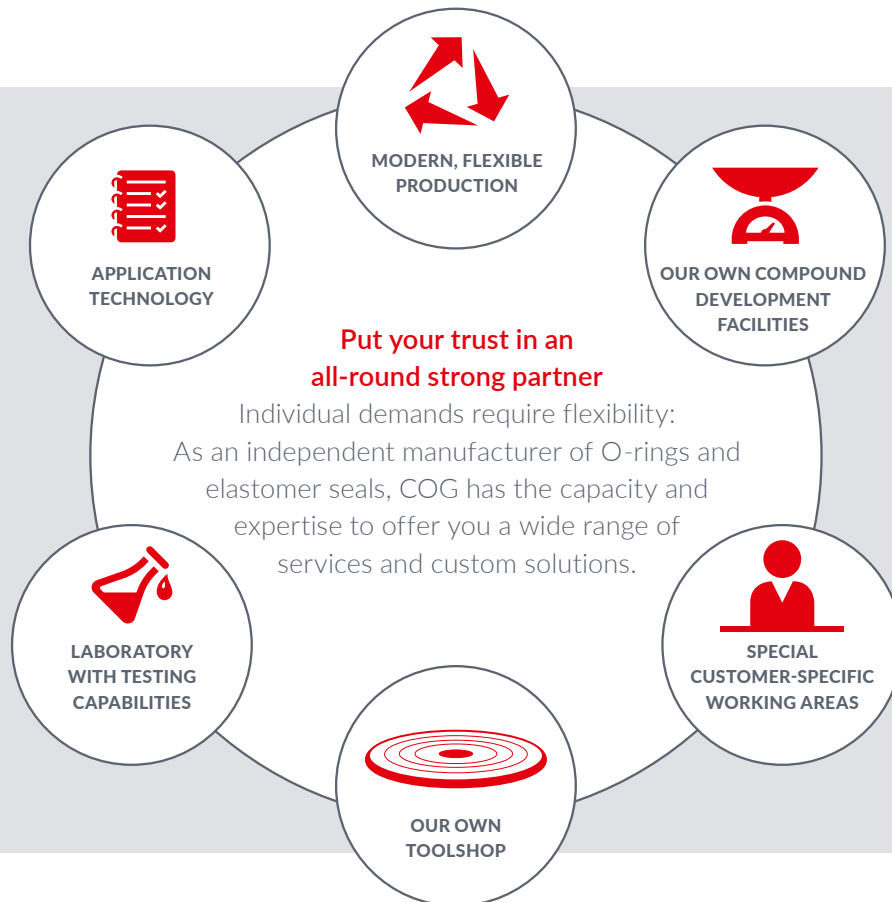 MODERN, FLEXIBLE
PRODUCTION
APPLICATION
TECHNOLOGY
OUR OWN COMPOUND
DEVELOPMENT
FACILITIES
Put your trust in an
all-round strong partner
Individual demands require flexibility:
As an independent manufacturer of O-rings and
elastomer seals, COG has the capacity and
expertise to offer you a wide range of
services and custom solutions.
LABORATORY
WITH TESTING
CAPABILITIES
SPECIAL
CUSTOMER-SPECIFIC
WORKING AREAS
OUR OWN
TOOLSHOP